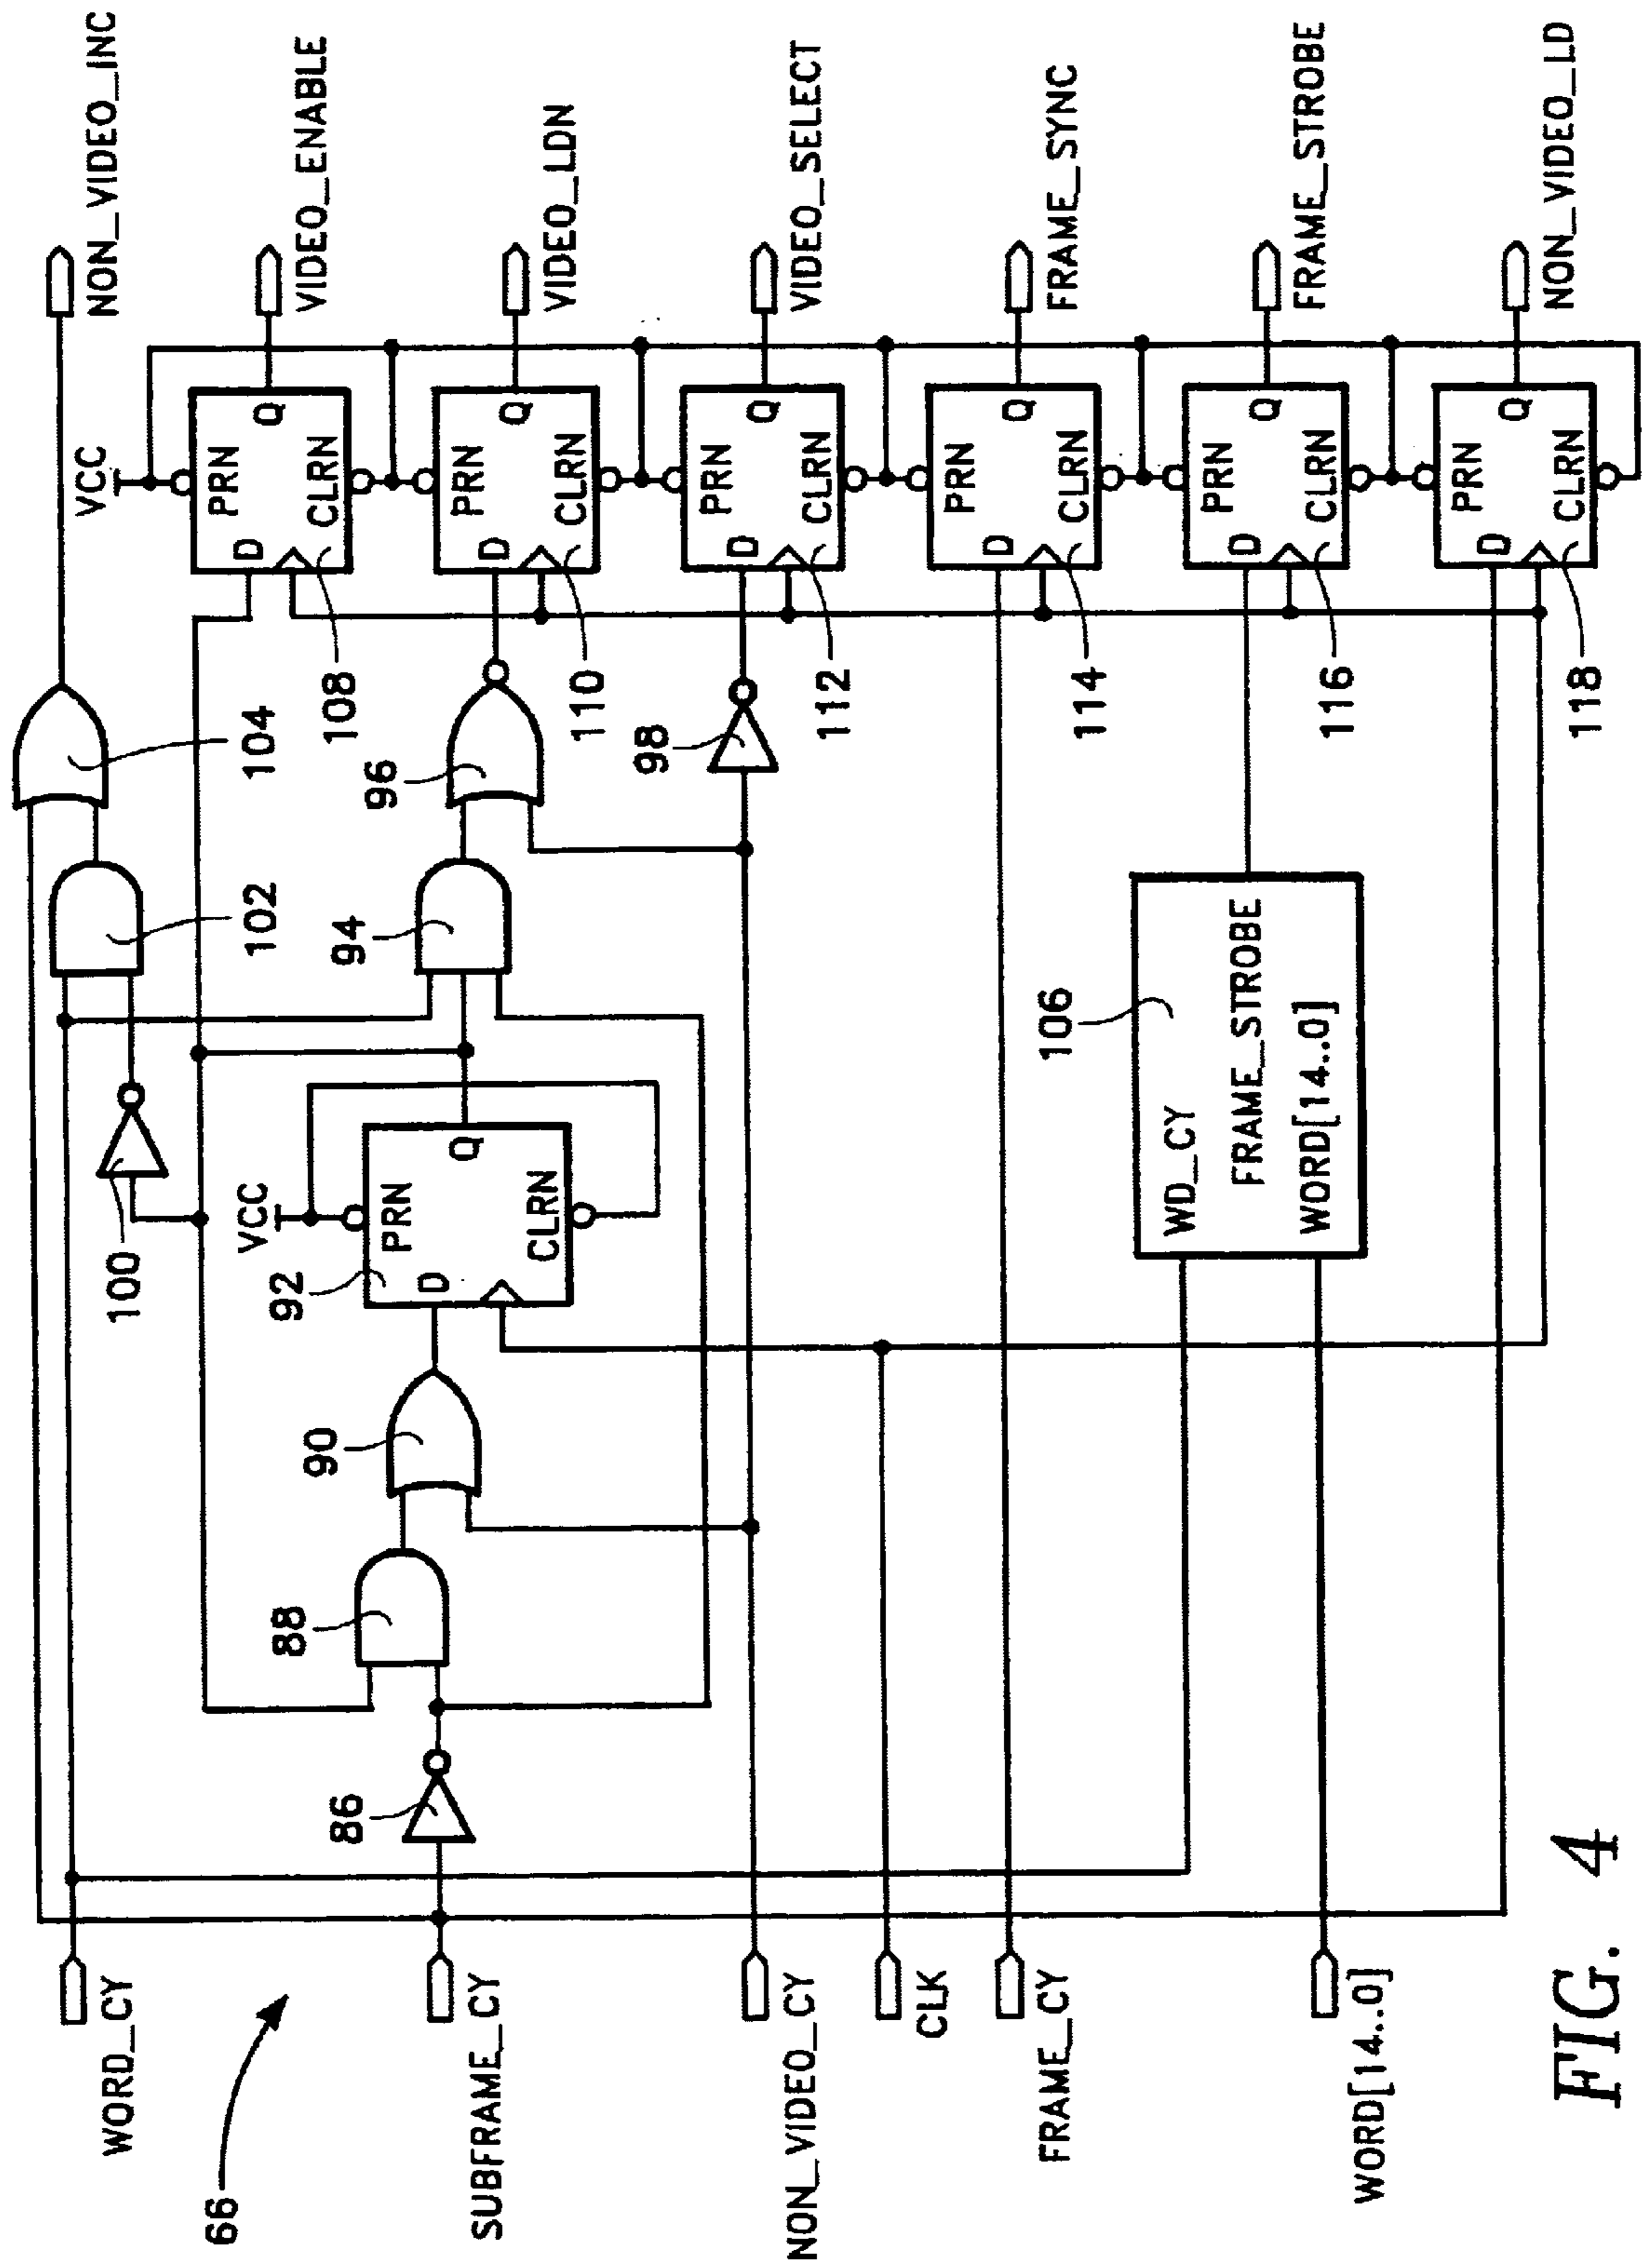 66
WORD_CY
SUBFRAME_CY
NON_VIDEO_CY
CLK
FRAME_CY
WORD[14..0]
86
88
90
92
VCC
PRN
D
Q
CLRN
100
102
104
94
96
98
106
WD_CY
FRAME_STROBE
WORD[14..0]
VCC
PRN
D
Q
CLRN
108
PRN
D
Q
CLRN
110
PRN
D
Q
CLRN
112
PRN
D
Q
CLRN
114
PRN
D
Q
CLRN
116
PRN
D
Q
CLRN
118
NON_VIDEO_INC
VIDEO_ENABLE
VIDEO_LDN
VIDEO_SELECT
FRAME_SYNC
FRAME_STROBE
NON_VIDEO_LD
FIG. 4